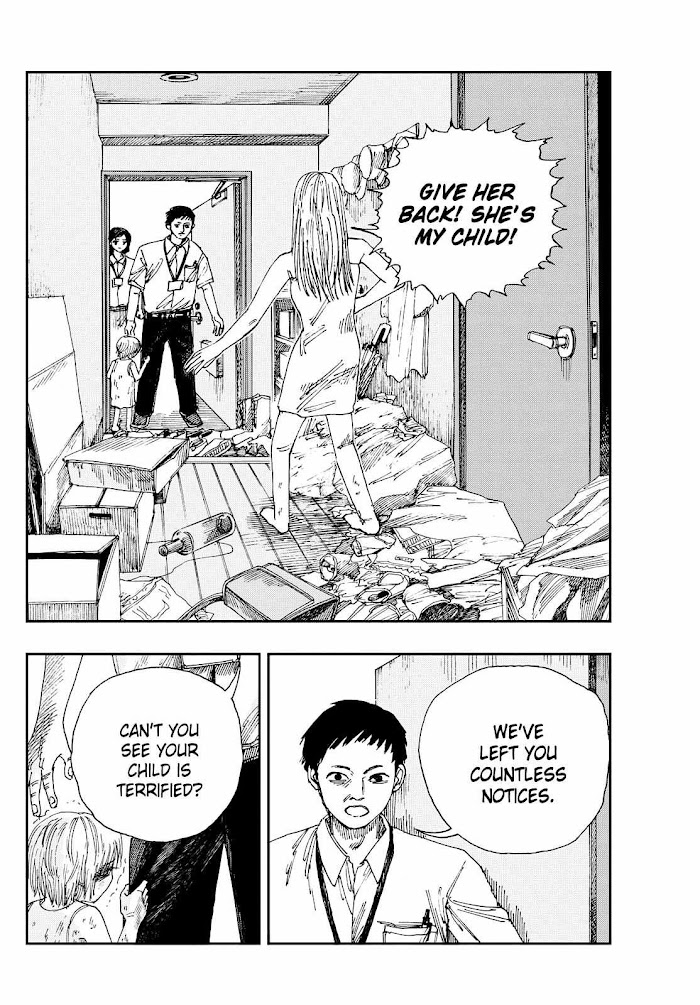 GIVE HER
BACK! SHE'S
MY CHILD!
WE'VE
LEFT YOU
COUNTLESS
NOTICES.
CAN'T YOU
SEE YOUR
CHILD IS
TERRIFIED?